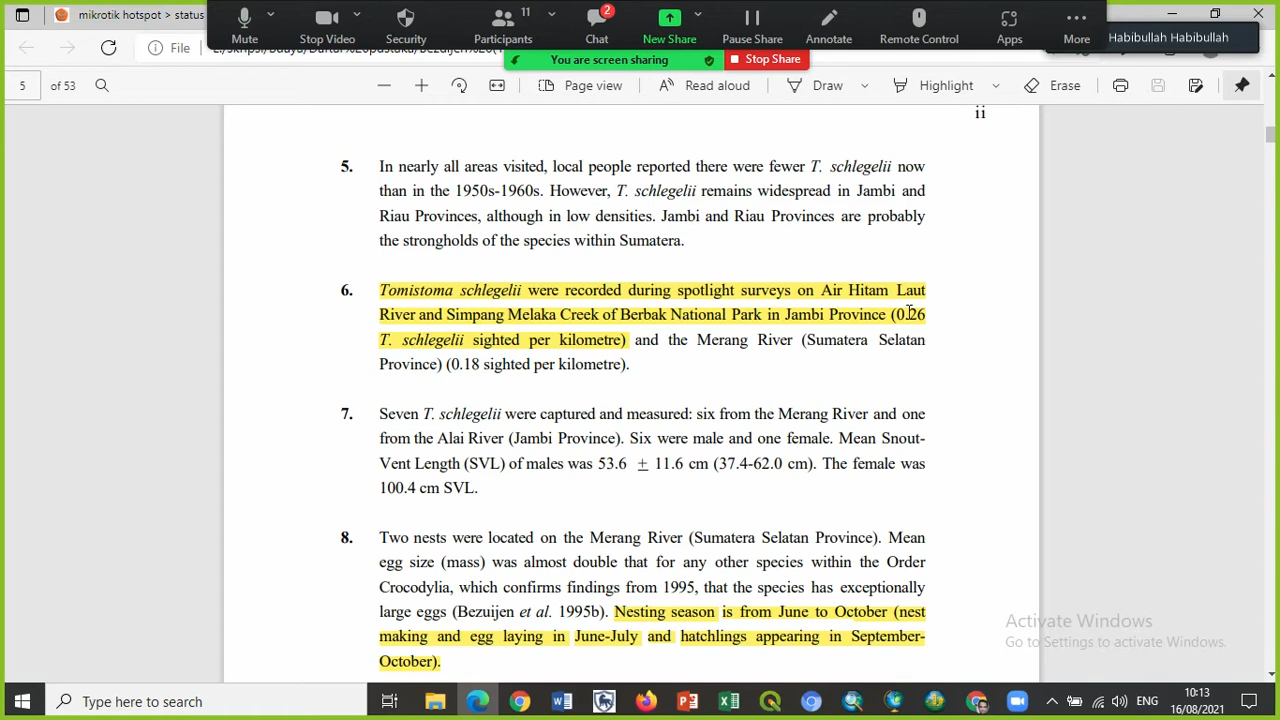 mikrotik hotspot > status
Mute
Stop Video
Security
11
Participants
2
Chat
New Share
Pause Share
Annotate
Remote Control
Apps
More
Habibullah Habibullah
You are screen sharing
Stop Share
File
5 of 53
Page view
Read aloud
Draw
Highlight
Erase
ii
5. In nearly all areas visited, local people reported there were fewer T. schlegelii now
than in the 1950s-1960s. However, T. schlegelii remains widespread in Jambi and
Riau Provinces, although in low densities. Jambi and Riau Provinces are probably
the strongholds of the species within Sumatera.
6. Tomistoma schlegelii were recorded during spotlight surveys on Air Hitam Laut
River and Simpang Melaka Creek of Berbak National Park in Jambi Province (0.26
T. schlegelii sighted per kilometre) and the Merang River (Sumatera Selatan
Province) (0.18 sighted per kilometre).
7. Seven T. schlegelii were captured and measured: six from the Merang River and one
from the Alai River (Jambi Province). Six were male and one female. Mean Snout-
Vent Length (SVL) of males was 53.6 ± 11.6 cm (37.4-62.0 cm). The female was
100.4 cm SVL.
8. Two nests were located on the Merang River (Sumatera Selatan Province). Mean
egg size (mass) was almost double that for any other species within the Order
Crocodylia, which confirms findings from 1995, that the species has exceptionally
large eggs (Bezuijen et al. 1995b). Nesting season is from June to October (nest
making and egg laying in June-July and hatchlings appearing in September-
October).
Activate Windows
Go to Settings to activate Windows.
Type here to search
ENG
10:13
16/08/2021